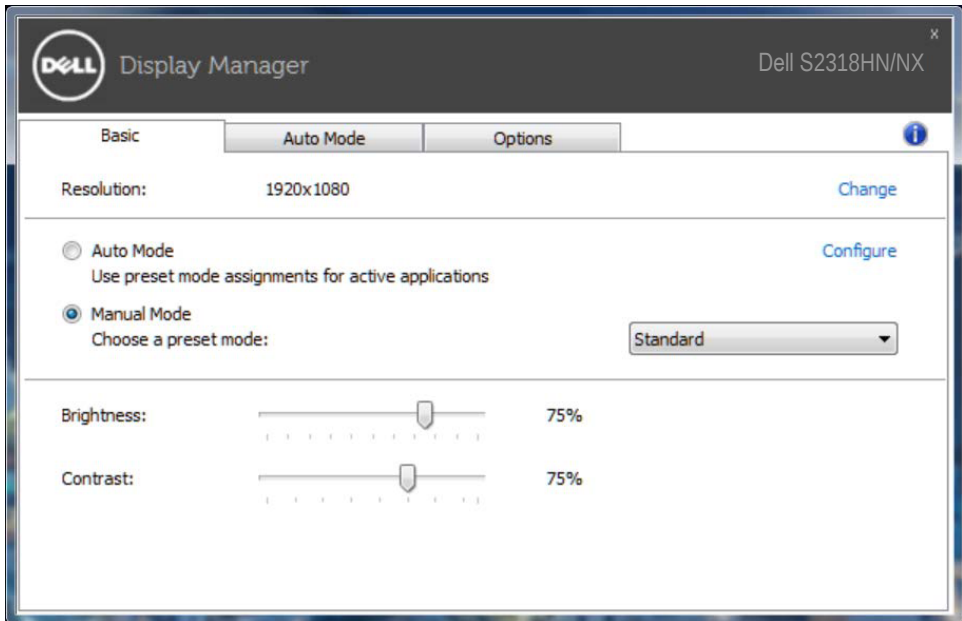 DELL Display Manager Dell S2318HN/NX x
Basic Auto Mode Options i
Resolution: 1920x1080 Change
Auto Mode Configure
Use preset mode assignments for active applications
Manual Mode
Choose a preset mode: Standard
Brightness: 75%
Contrast: 75%